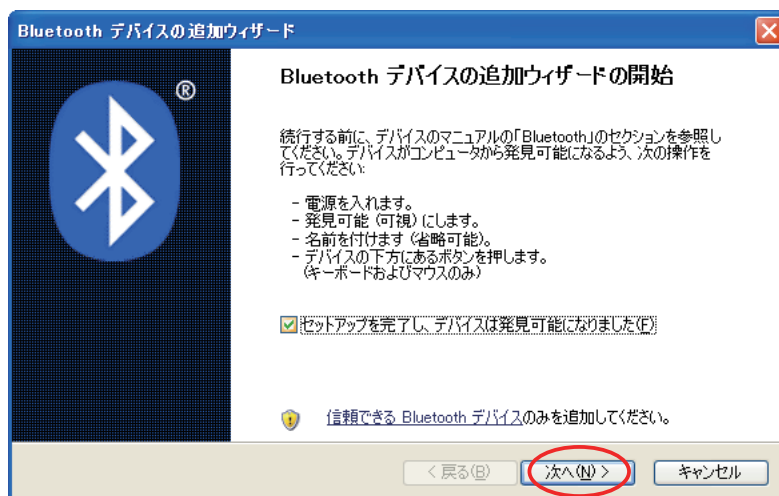 Bluetooth デバイスの追加ウィザード
®
Bluetooth デバイスの追加ウィザードの開始
続行する前に、デバイスのマニュアルの「Bluetooth」のセクションを参照し
てください。デバイスがコンピュータから発見可能になるよう、次の操作を
行ってください:
- 電源を入れます。
- 発見可能 (可視) にします。
- 名前を付けます (省略可能)。
- デバイスの下方にあるボタンを押します。
(キーボードおよびマウスのみ)
セットアップを完了し、デバイスは発見可能になりました(F)
信頼できる Bluetooth デバイスのみを追加してください。
< 戻る(B)
次へ(N) >
キャンセル